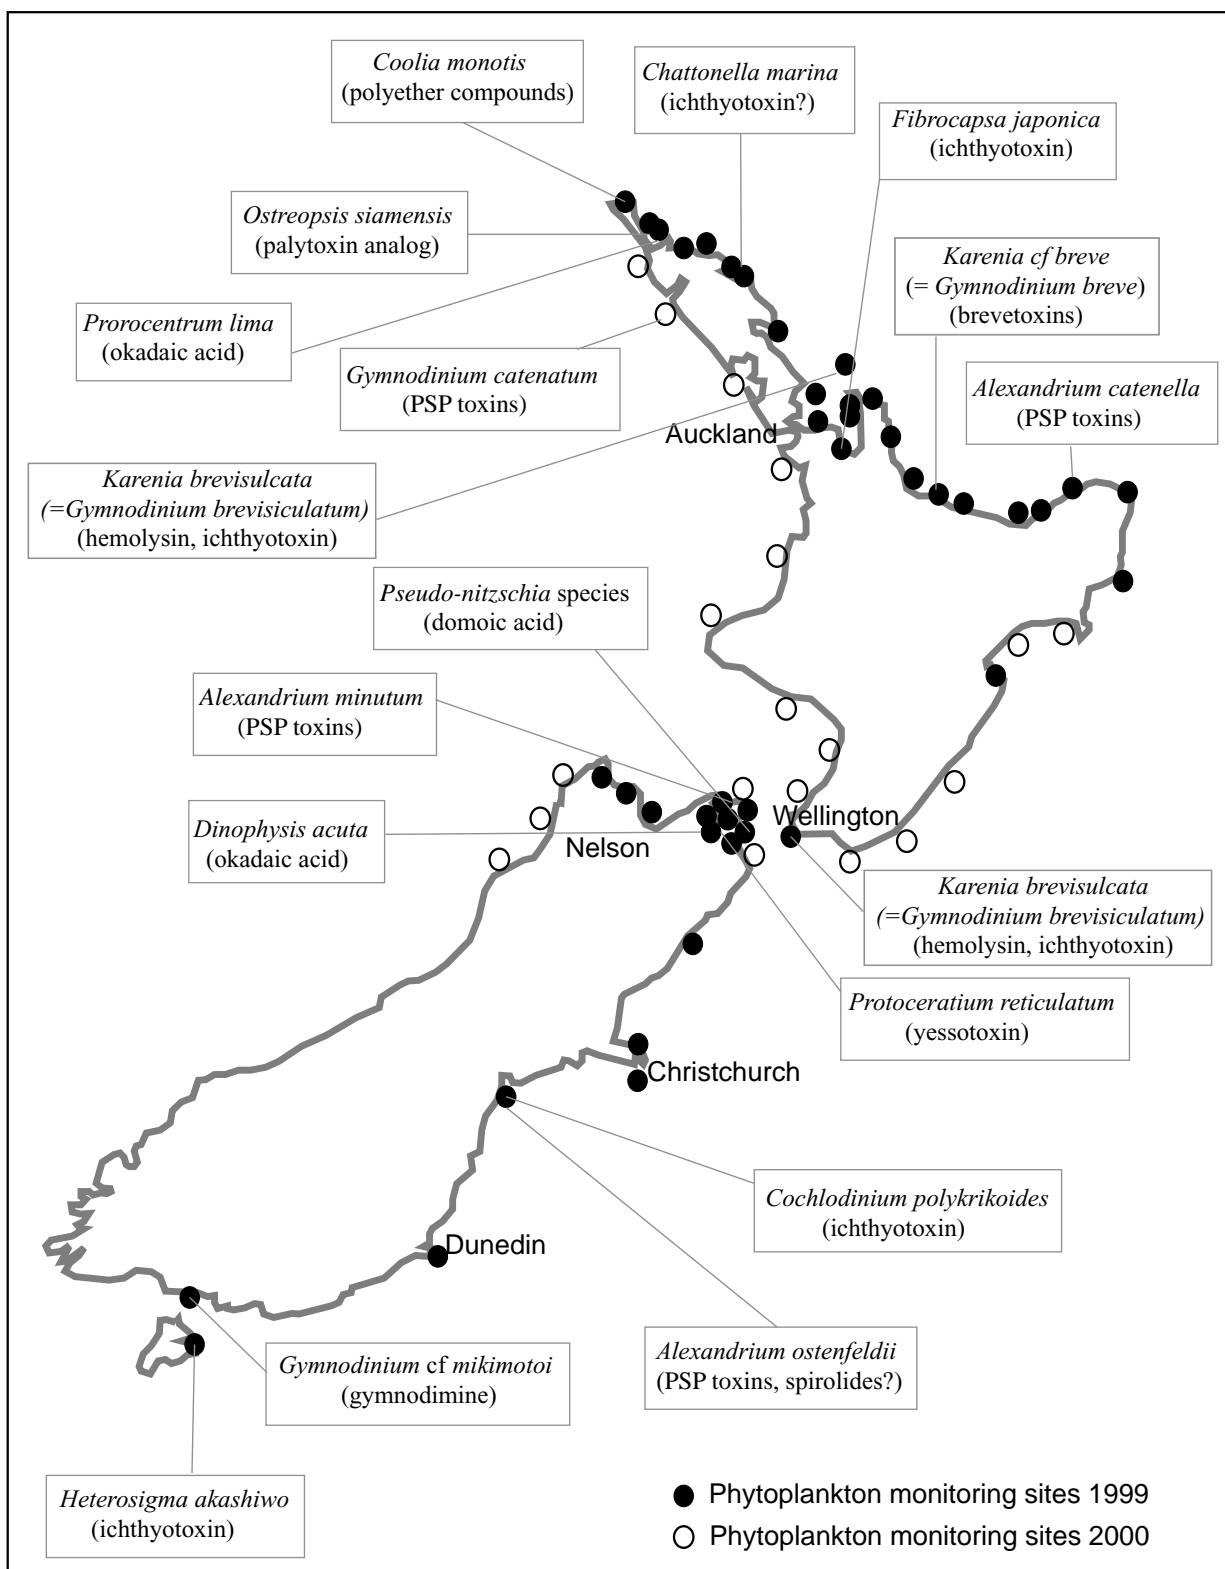 Coolia monotis
(polyether compounds)
Chattonella marina
(ichthyotoxin?)
Fibrocapsa japonica
(ichthyotoxin)
Ostreopsis siamensis
(palytoxin analog)
Karenia cf breve
(= Gymnodinium breve)
(brevetoxins)
Prorocentrum lima
(okadaic acid)
Gymnodinium catenatum
(PSP toxins)
Alexandrium catenella
(PSP toxins)
Auckland
Karenia brevisulcata
(=Gymnodinium brevisiculatum)
(hemolysin, ichthyotoxin)
Pseudo-nitzschia species
(domoic acid)
Alexandrium minutum
(PSP toxins)
Dinophysis acuta
(okadaic acid)
Nelson
Wellington
Karenia brevisulcata
(=Gymnodinium brevisiculatum)
(hemolysin, ichthyotoxin)
Protoceratium reticulatum
(yessotoxin)
Christchurch
Cochlodinium polykrikoides
(ichthyotoxin)
Dunedin
Alexandrium ostenfeldii
(PSP toxins, spirolides?)
Gymnodinium cf mikimotoi
(gymnodimine)
Heterosigma akashiwo
(ichthyotoxin)
Phytoplankton monitoring sites 1999
Phytoplankton monitoring sites 2000